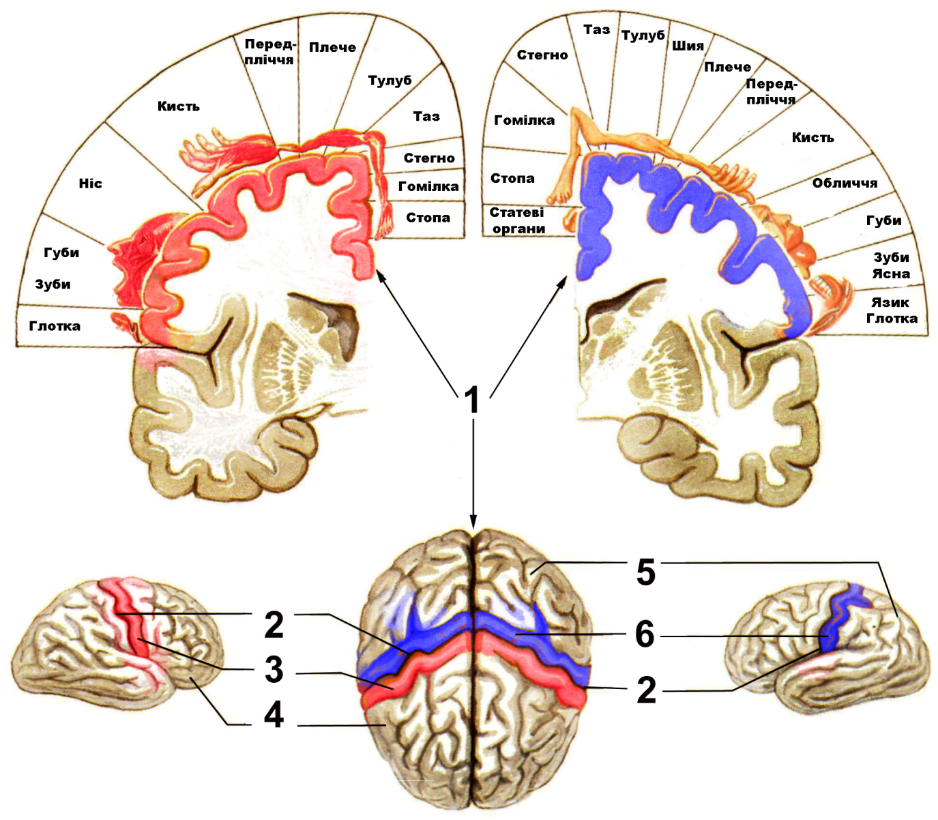 Перед-
пліччя
Плече
Тулуб
Кисть
Таз
Стегно
Гомілка
Стопа
Ніс
Губи
Зуби
Глотка
Стегно
Таз
Тулуб
Шия
Плече
Перед-
пліччя
Гомілка
Кисть
Стопа
Обличчя
Статеві
органи
Губи
Зуби
Ясна
Язик
Глотка
1
2
3
4
5
6
2